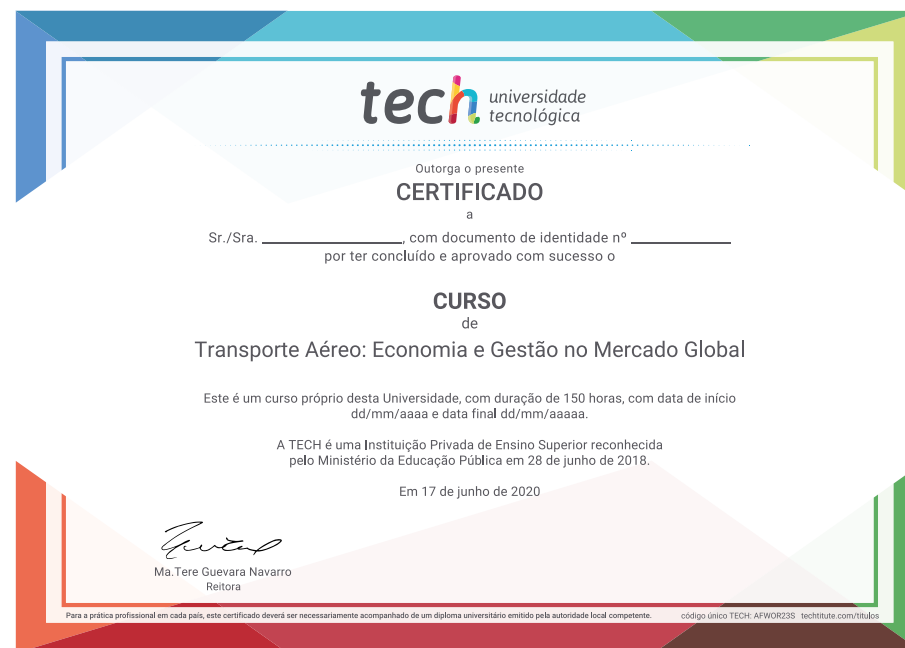 tech universidade
tecnológica
Outorga o presente
CERTIFICADO
a
Sr./Sra. ____________________, com documento de identidade nº ______________
por ter concluído e aprovado com sucesso o
CURSO
de
Transporte Aéreo: Economia e Gestão no Mercado Global
Este é um curso próprio desta Universidade, com duração de 150 horas, com data de início
dd/mm/aaaa e data final dd/mm/aaaaa.
A TECH é uma Instituição Privada de Ensino Superior reconhecida
pelo Ministério da Educação Pública em 28 de junho de 2018.
Em 17 de junho de 2020
Ma.Tere Guevara Navarro
Reitora
Para a prática profissional em cada país, este certificado deverá ser necessariamente acompanhado de um diploma universitário emitido pela autoridade local competente. código único TECH: AFWOR23S techtitute.com/titulos